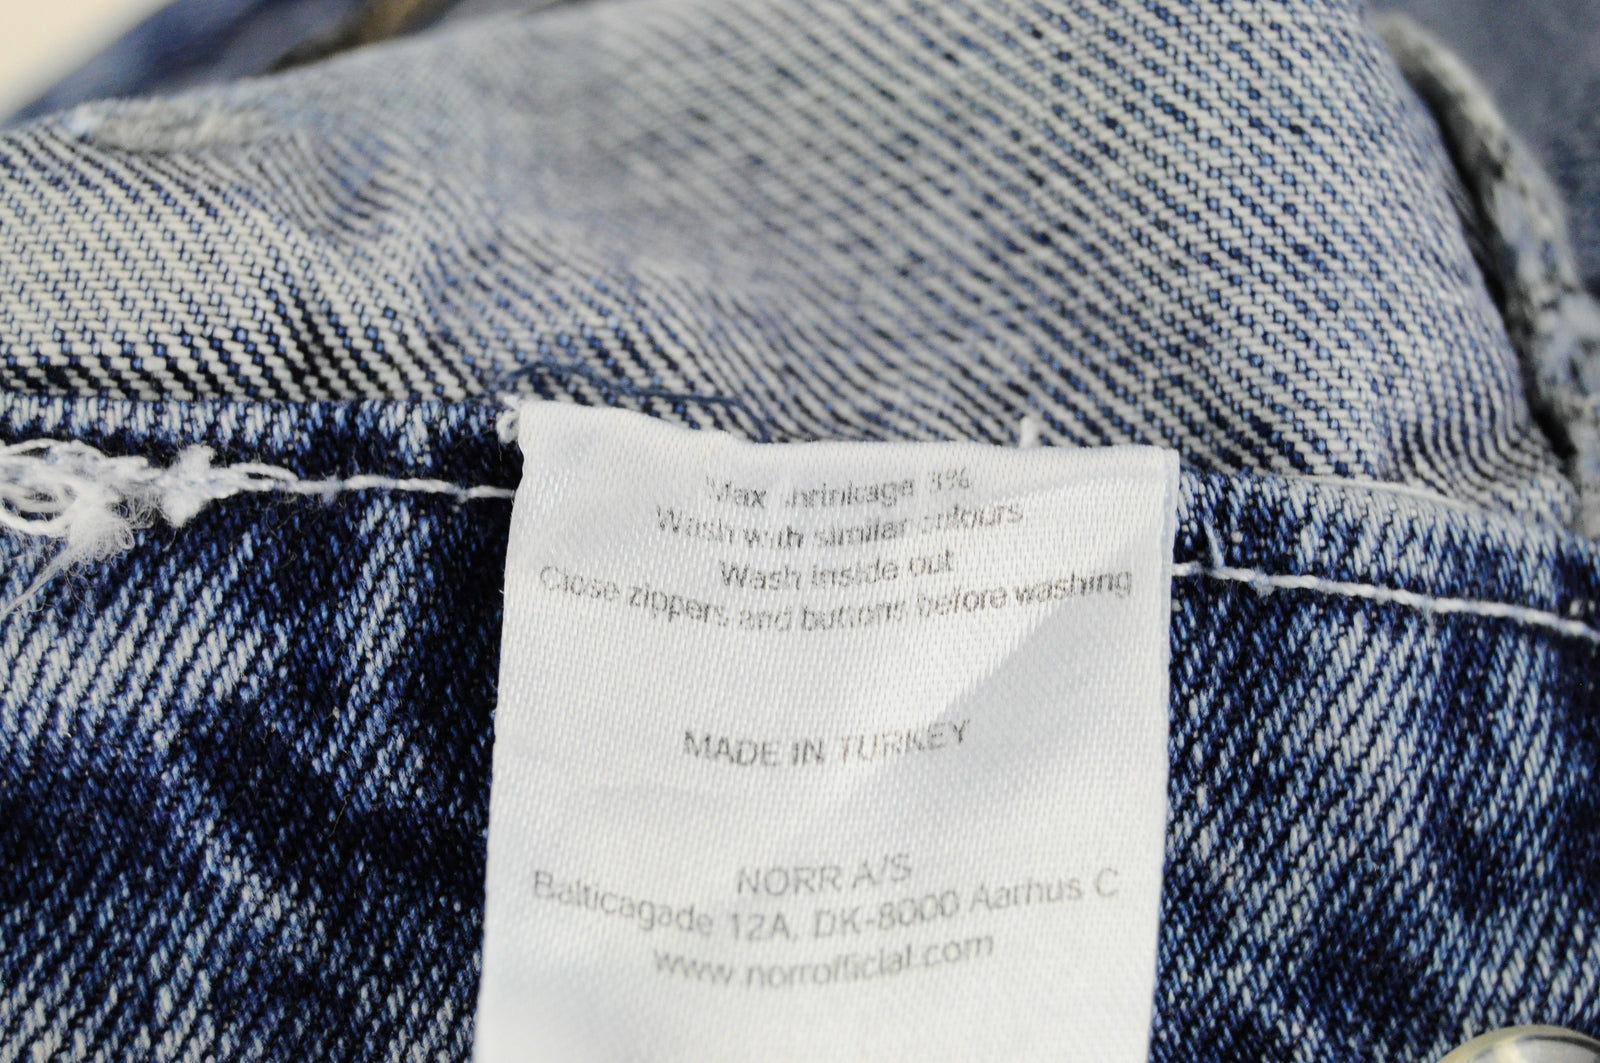 Max shrinkage 3%
Wash with similar colours
Wash inside out
Close zippers and buttons before washing
MADE IN TURKEY
NORR A/S
Balticagade 12A, DK-8000 Aarhus C
www.norrofficial.com